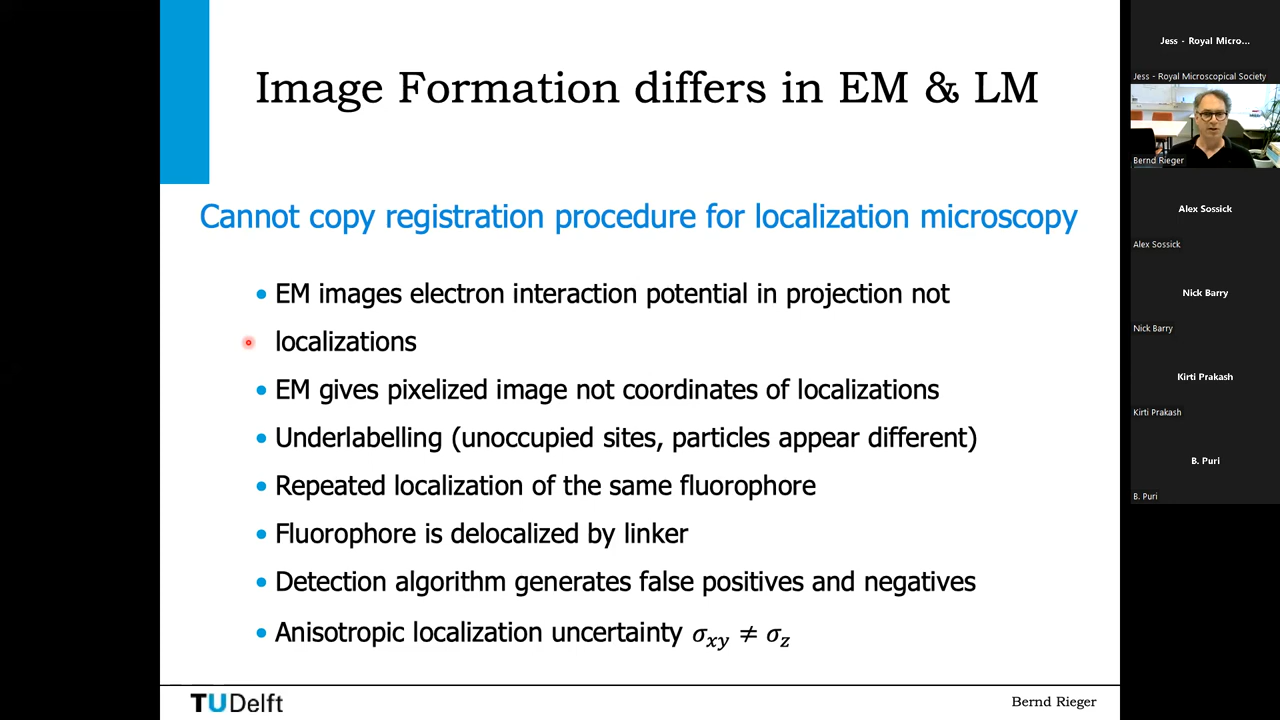 Image Formation differs in EM & LM
Cannot copy registration procedure for localization microscopy
• EM images electron interaction potential in projection not
localizations
• EM gives pixelized image not coordinates of localizations
• Underlabelling (unoccupied sites, particles appear different)
• Repeated localization of the same fluorophore
• Fluorophore is delocalized by linker
• Detection algorithm generates false positives and negatives
• Anisotropic localization uncertainty σxy ≠ σz
TUDelft
Bernd Rieger
Jess - Royal Micro...
Jess - Royal Microscopical Society
Bernd Rieger
Alex Sossick
Alex Sossick
Nick Barry
Nick Barry
Kirti Prakash
Kirti Prakash
B. Puri
B. Puri